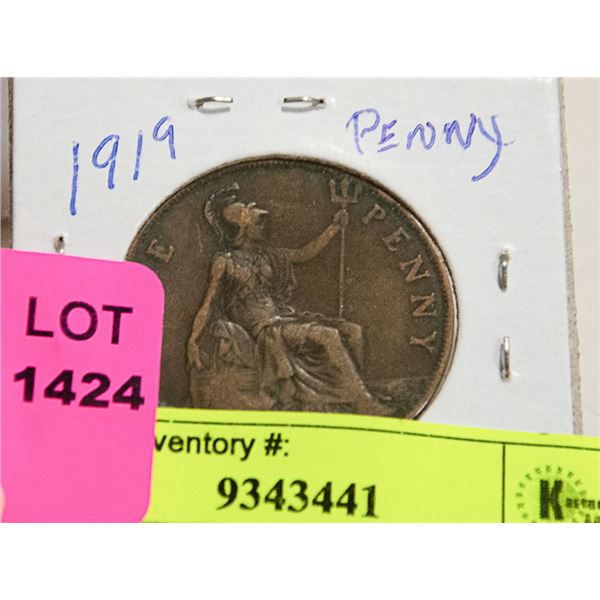 1919 PENNY
E PENNY
LOT
1424
ventory #:
9343441
K